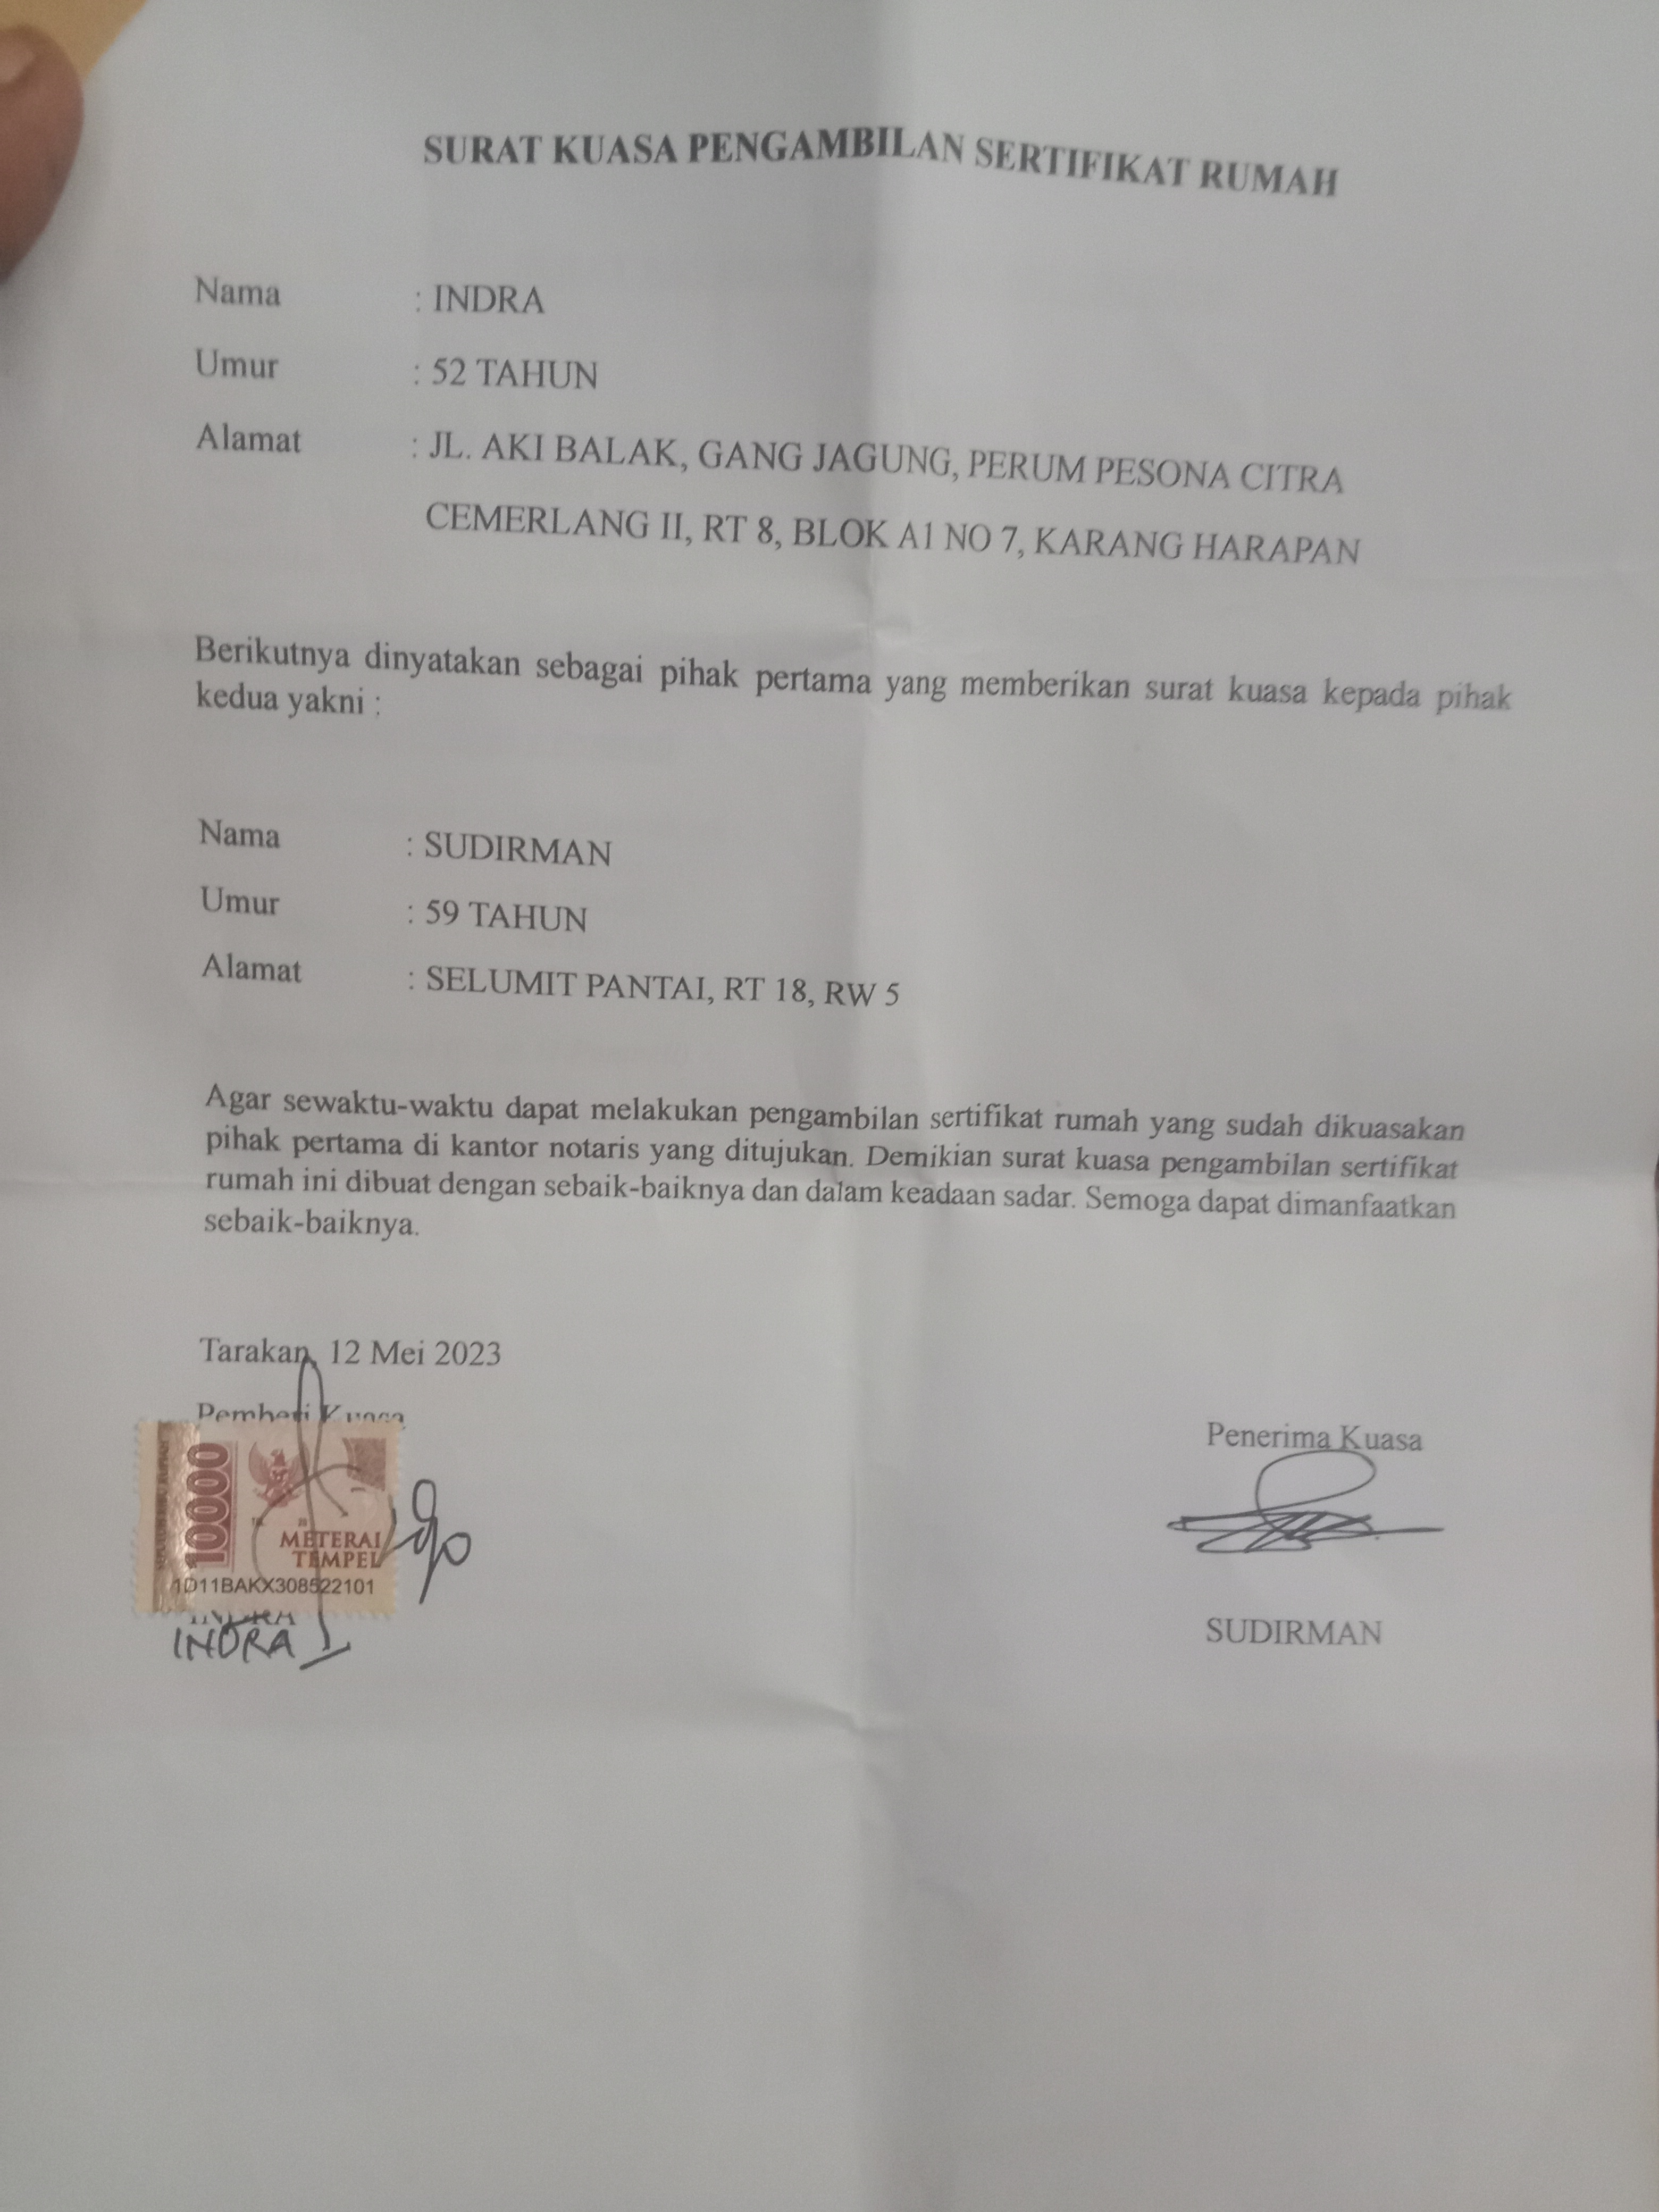 SURAT KUASA PENGAMBILAN SERTIFIKAT RUMAH
Nama : INDRA
Umur : 52 TAHUN
Alamat : JL. AKI BALAK, GANG JAGUNG, PERUM PESONA CITRA
CEMERLANG II, RT 8, BLOK A1 NO 7, KARANG HARAPAN
Berikutnya dinyatakan sebagai pihak pertama yang memberikan surat kuasa kepada pihak
kedua yakni :
Nama : SUDIRMAN
Umur : 59 TAHUN
Alamat : SELUMIT PANTAI, RT 18, RW 5
Agar sewaktu-waktu dapat melakukan pengambilan sertifikat rumah yang sudah dikuasakan
pihak pertama di kantor notaris yang ditujukan. Demikian surat kuasa pengambilan sertifikat
rumah ini dibuat dengan sebaik-baiknya dan dalam keadaan sadar. Semoga dapat dimanfaatkan
sebaik-baiknya.
Tarakan, 12 Mei 2023
Pemberi Kuasa
10000
METERAI
TEMPEL
1D11BAKX308522101
INDRA
INDRA
Penerima Kuasa
SUDIRMAN